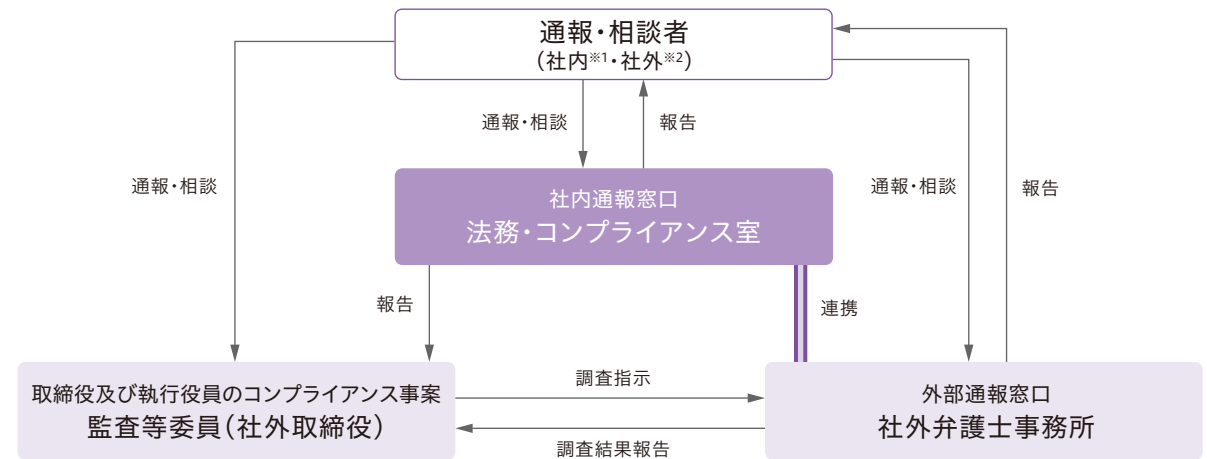 通報・相談者
（社内※1・社外※2）
通報・相談
報告
通報・相談
通報・相談
報告
社内通報窓口
法務・コンプライアンス室
報告
連携
取締役及び執行役員のコンプライアンス事案
監査等委員（社外取締役）
調査指示
調査結果報告
外部通報窓口
社外弁護士事務所